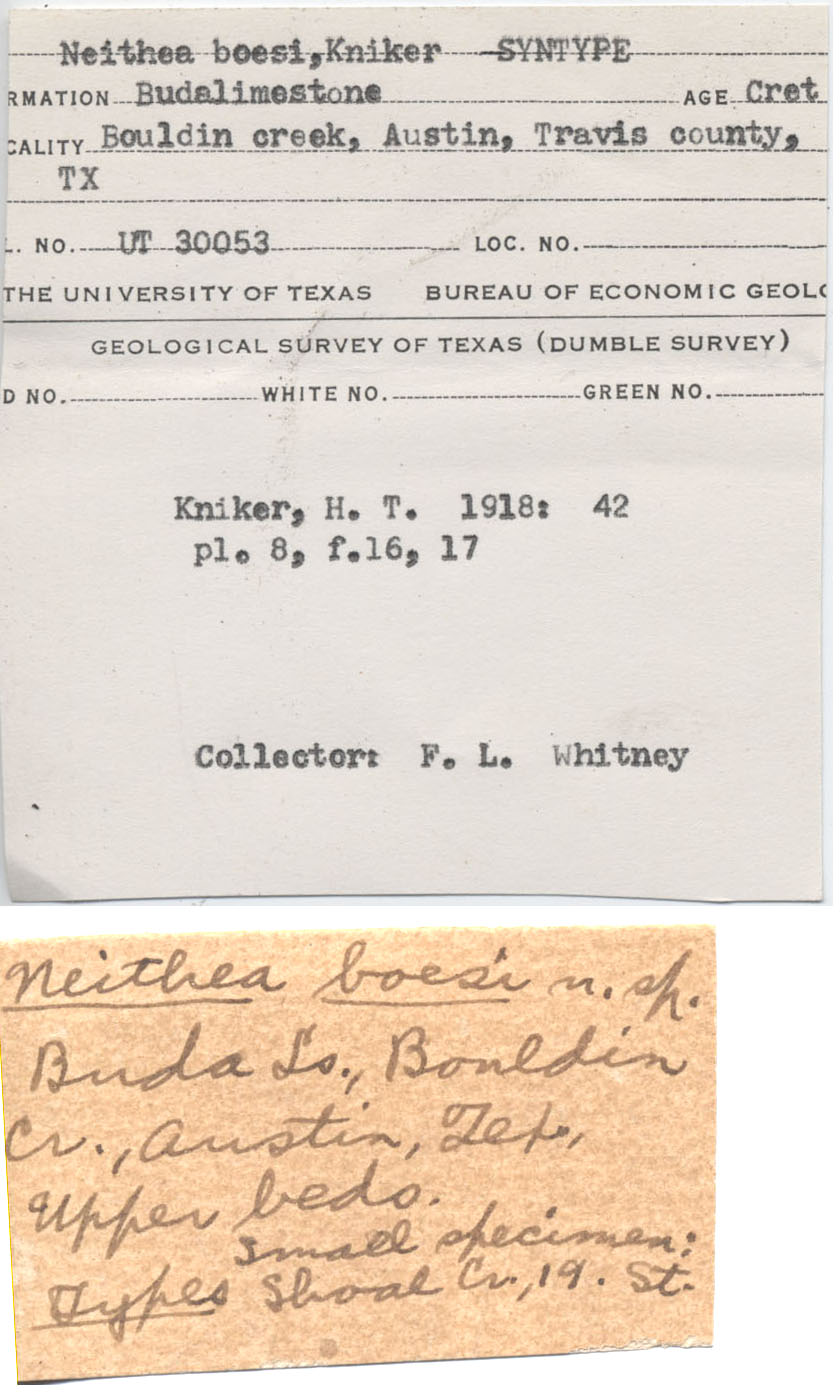 Neithea boesi,Kniker SYNTYPE
RMATION Budalimestone AGE Cret
CALITY Bouldin creek, Austin, Travis county,
TX
L. NO. UT 30053 LOC. NO.
THE UNIVERSITY OF TEXAS BUREAU OF ECONOMIC GEOLO
GEOLOGICAL SURVEY OF TEXAS (DUMBLE SURVEY)
D NO. WHITE NO. GREEN NO.
Kniker, H. T. 1918: 42
pl. 8, f.16, 17
Collector: F. L. Whitney
Neithea boesi n. sp.
Buda Ls., Bouldin
Cr., Austin, Tex.,
Upper beds.
small specimen:
Types Shoal Cr., 19. St.